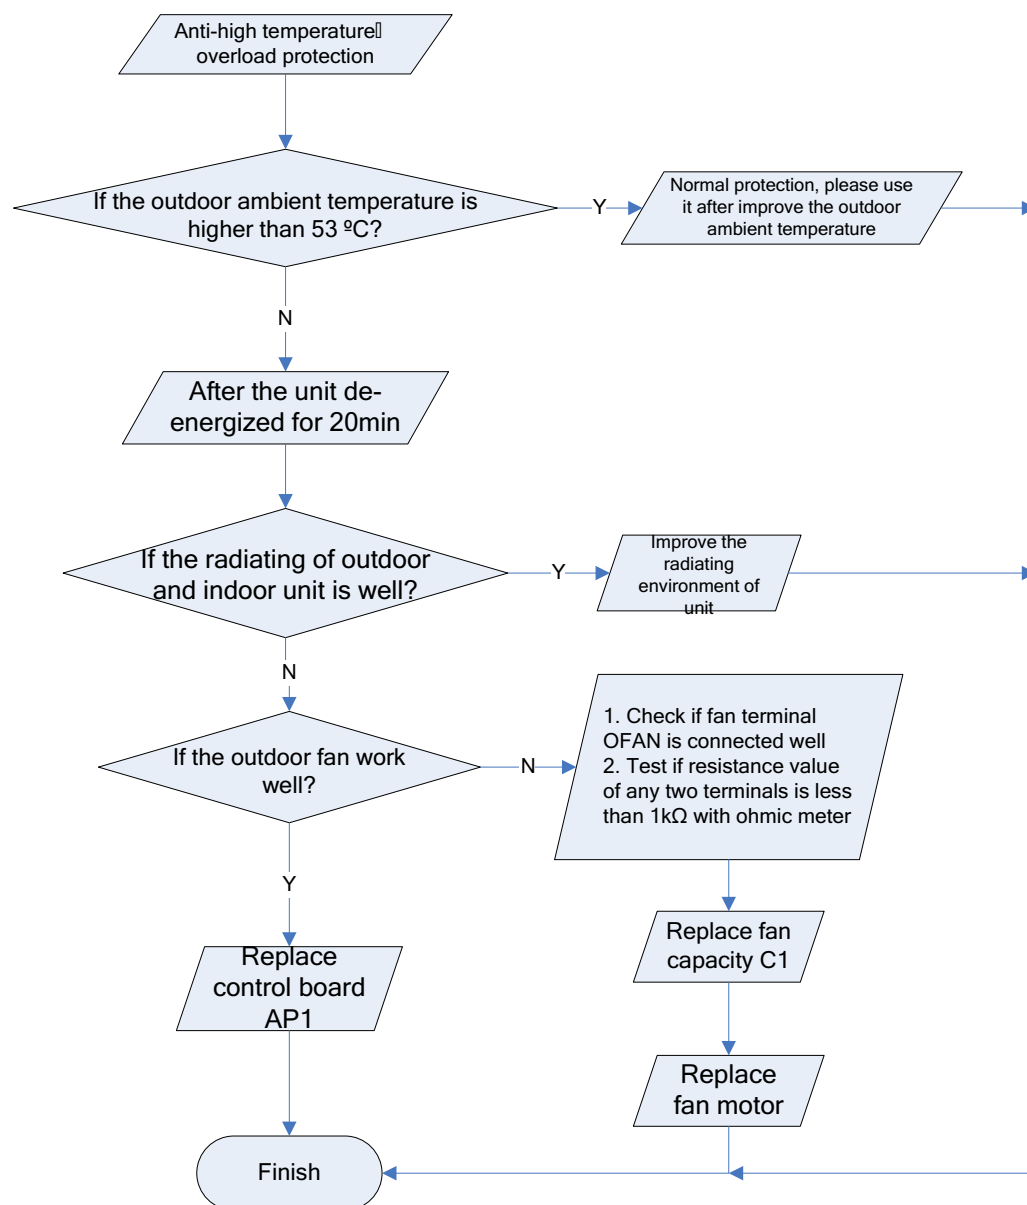 Anti-high temperature
overload protection
If the outdoor ambient temperature is
higher than 53 ºC?
Y
Normal protection, please use
it after improve the outdoor
ambient temperature
N
After the unit de-
energized for 20min
If the radiating of outdoor
and indoor unit is well?
Y
Improve the
radiating
environment of
unit
N
If the outdoor fan work
well?
N
1. Check if fan terminal
OFAN is connected well
2. Test if resistance value
of any two terminals is less
than 1kΩ with ohmic meter
Y
Replace
control board
AP1
Replace fan
capacity C1
Replace
fan motor
Finish